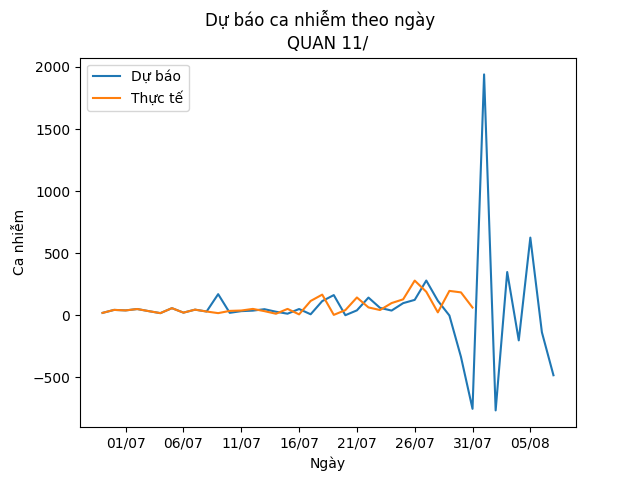 Dự báo ca nhiễm theo ngày
QUAN 11/
Dự báo
Thực tế
Ca nhiễm
2000
1500
1000
500
0
−500
01/07 06/07 11/07 16/07 21/07 26/07 31/07 05/08
Ngày